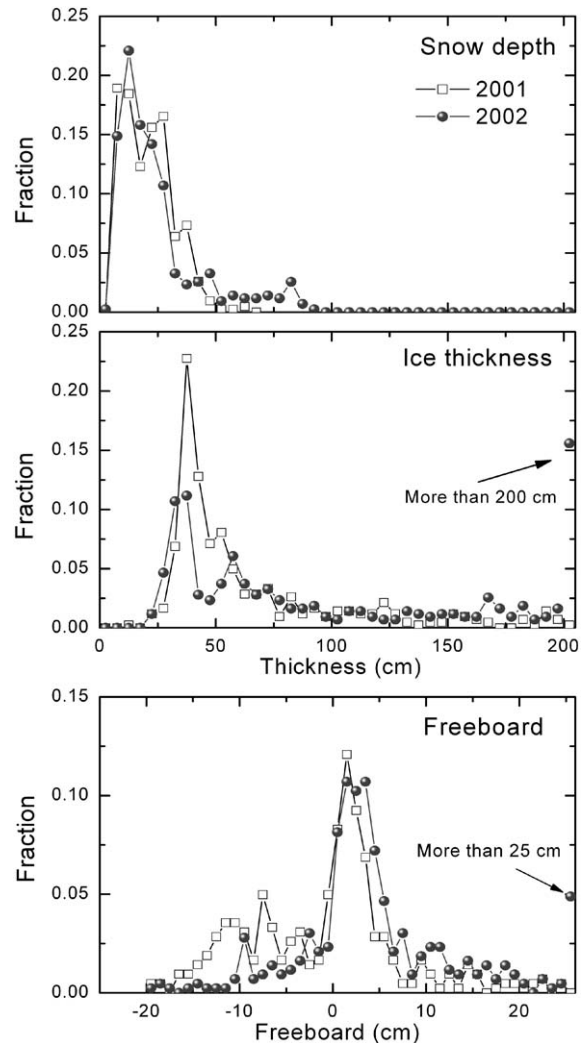 0.25
Snow depth
0.20
2001
2002
0.15
Fraction
0.10
0.05
0.00
0.25
Ice thickness
0.20
0.15
Fraction
0.10
More than 200 cm
0.05
0.00
0 50 100 150 200
Thickness (cm)
0.15
Freeboard
0.10
Fraction
More than 25 cm
0.05
0.00
-20 -10 0 10 20
Freeboard (cm)